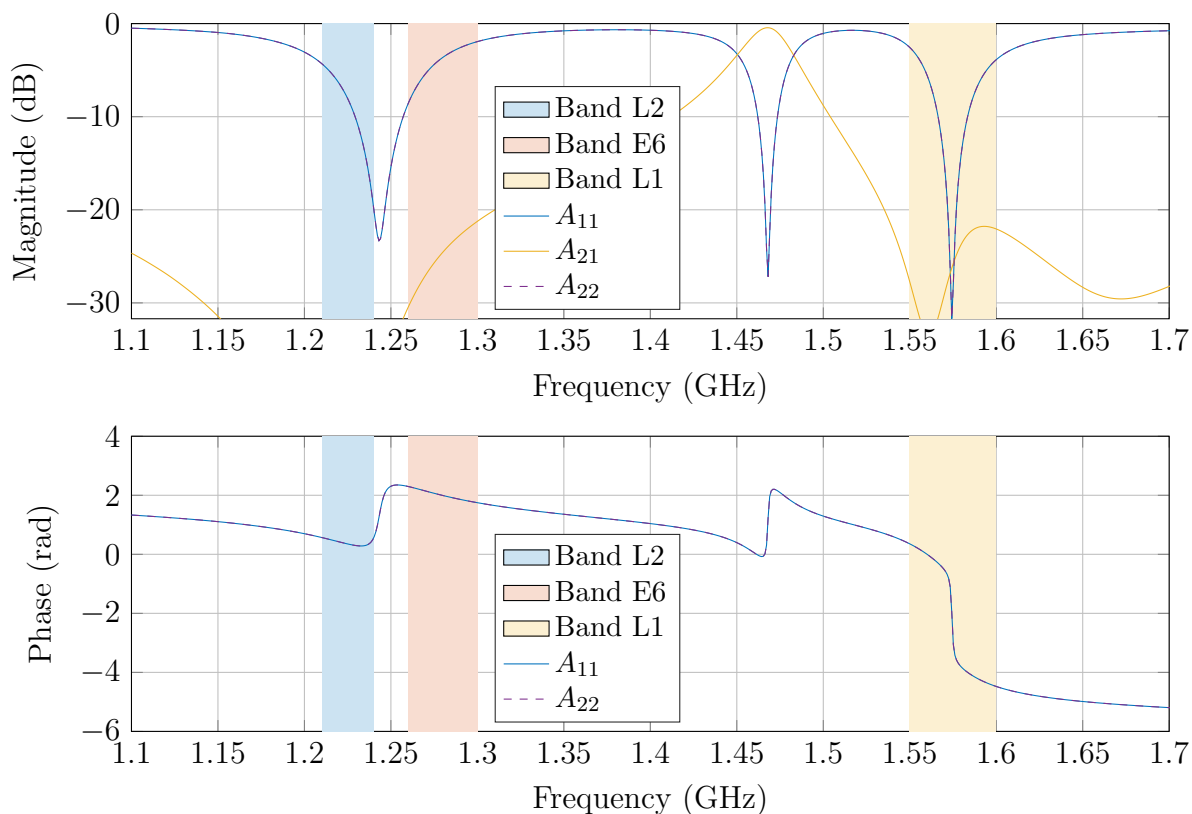 0
−10
−20
−30
Magnitude (dB)
Band L2
Band E6
Band L1
A₁₁
A₂₁
A₂₂
1.1 1.15 1.2 1.25 1.3 1.35 1.4 1.45 1.5 1.55 1.6 1.65 1.7
Frequency (GHz)
4
2
0
−2
−4
−6
Phase (rad)
Band L2
Band E6
Band L1
A₁₁
A₂₂
1.1 1.15 1.2 1.25 1.3 1.35 1.4 1.45 1.5 1.55 1.6 1.65 1.7
Frequency (GHz)